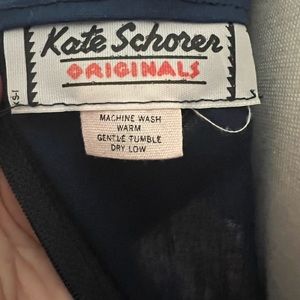 Kate Schorer
ORIGINALS
S
MACHINE WASH
WARM
GENTLE TUMBLE
DRY LOW